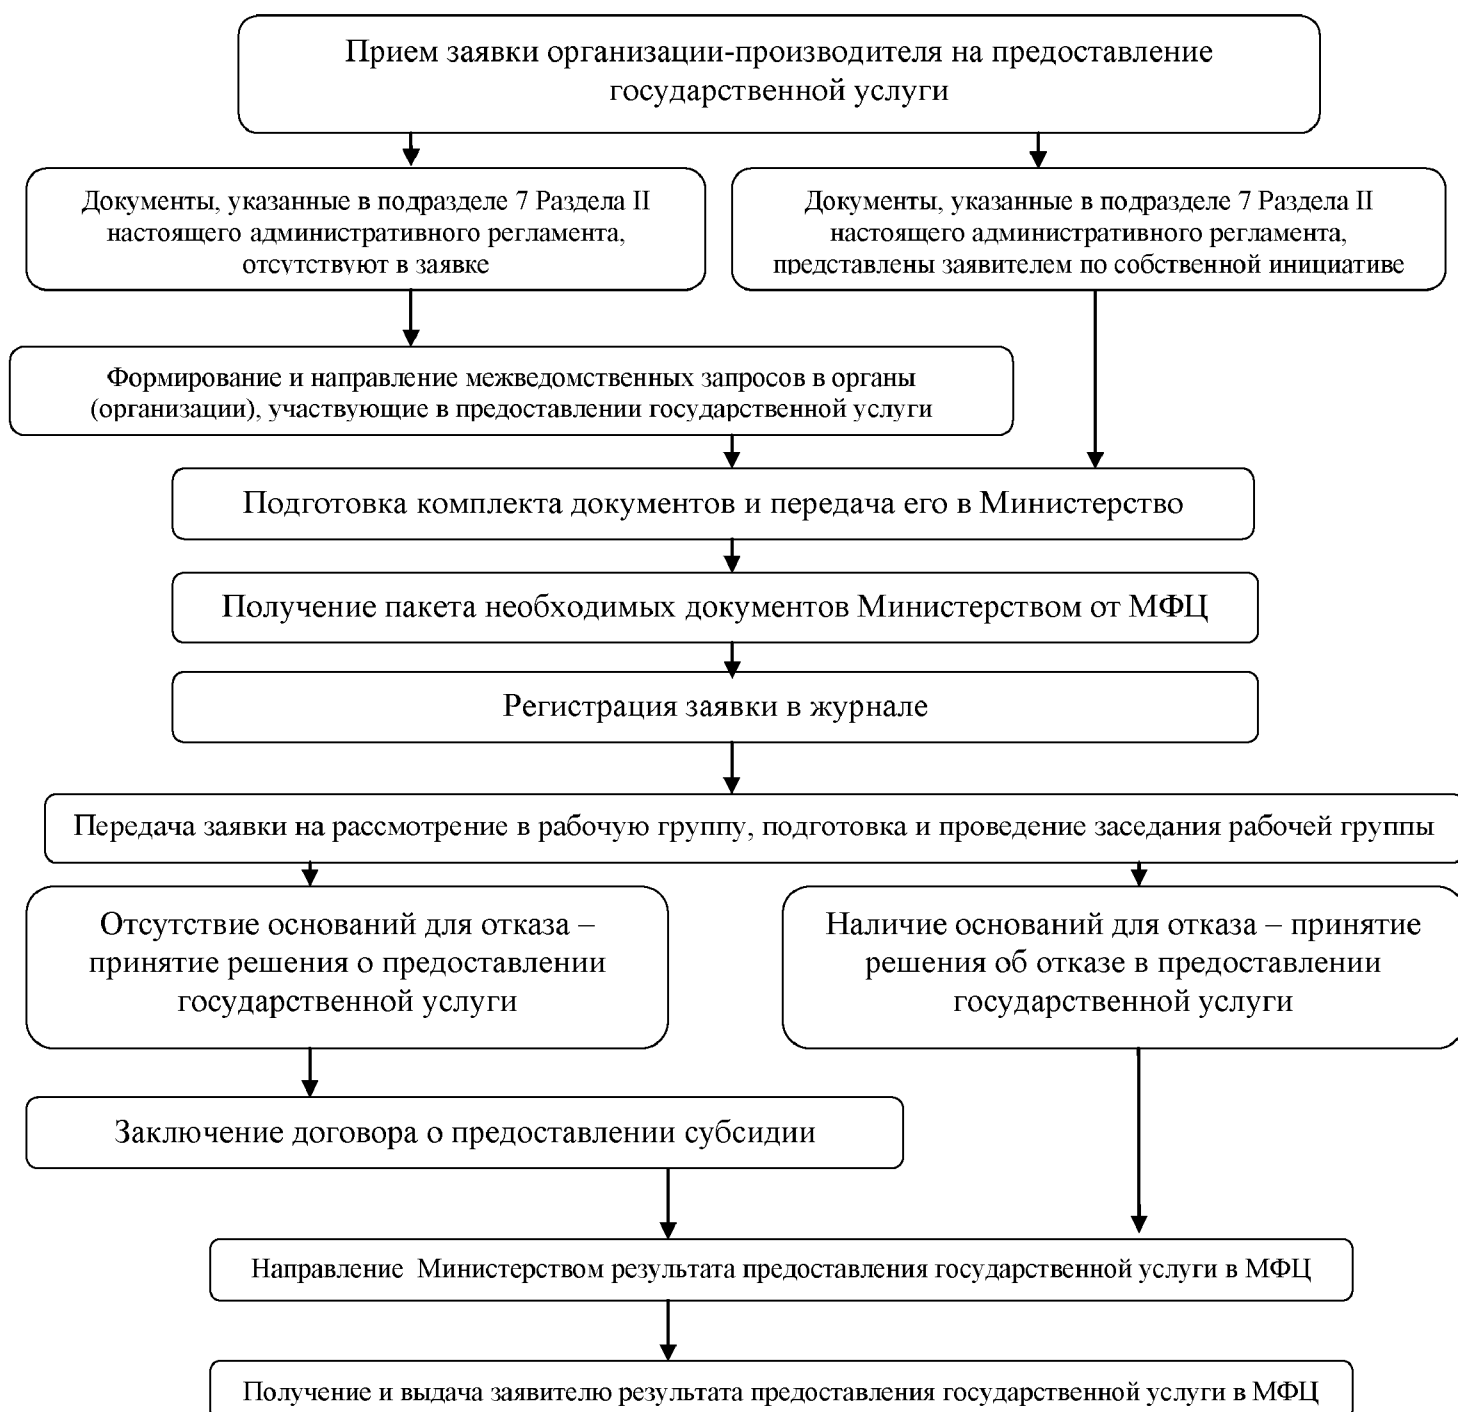 Прием заявки организации-производителя на предоставление
государственной услуги
Документы, указанные в подразделе 7 Раздела II
настоящего административного регламента,
отсутствуют в заявке
Документы, указанные в подразделе 7 Раздела II
настоящего административного регламента,
представлены заявителем по собственной инициативе
Формирование и направление межведомственных запросов в органы
(организации), участвующие в предоставлении государственной услуги
Подготовка комплекта документов и передача его в Министерство
Получение пакета необходимых документов Министерством от МФЦ
Регистрация заявки в журнале
Передача заявки на рассмотрение в рабочую группу, подготовка и проведение заседания рабочей группы
Отсутствие оснований для отказа –
принятие решения о предоставлении
государственной услуги
Наличие оснований для отказа – принятие
решения об отказе в предоставлении
государственной услуги
Заключение договора о предоставлении субсидии
Направление Министерством результата предоставления государственной услуги в МФЦ
Получение и выдача заявителю результата предоставления государственной услуги в МФЦ